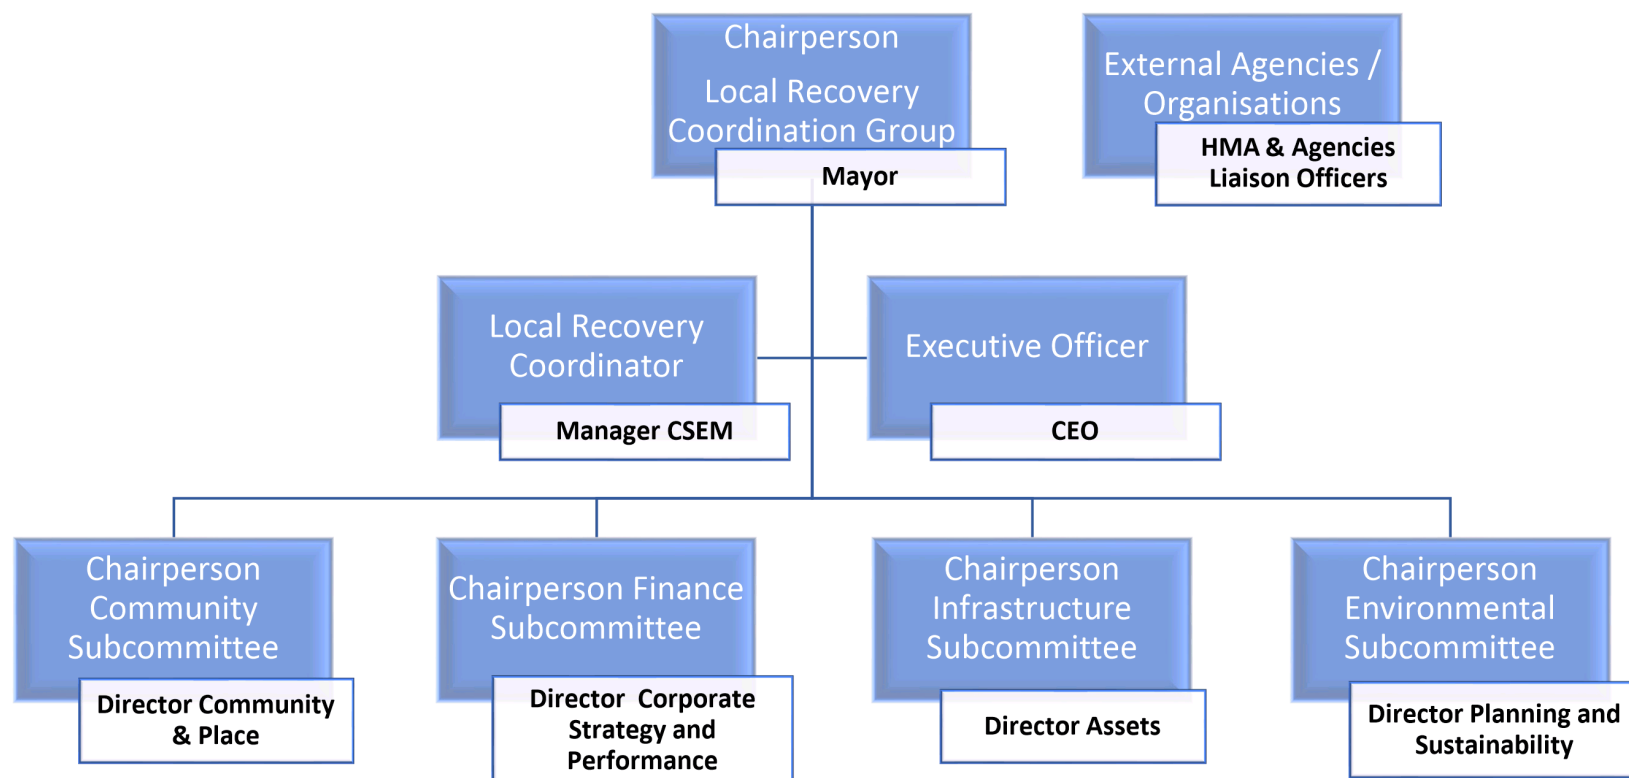 Chairperson
Local Recovery
Coordination Group
Mayor
External Agencies /
Organisations
HMA & Agencies
Liaison Officers
Local Recovery
Coordinator
Manager CSEM
Executive Officer
CEO
Chairperson
Community
Subcommittee
Director Community
& Place
Chairperson Finance
Subcommittee
Director Corporate
Strategy and
Performance
Chairperson
Infrastructure
Subcommittee
Director Assets
Chairperson
Environmental
Subcommittee
Director Planning and
Sustainability